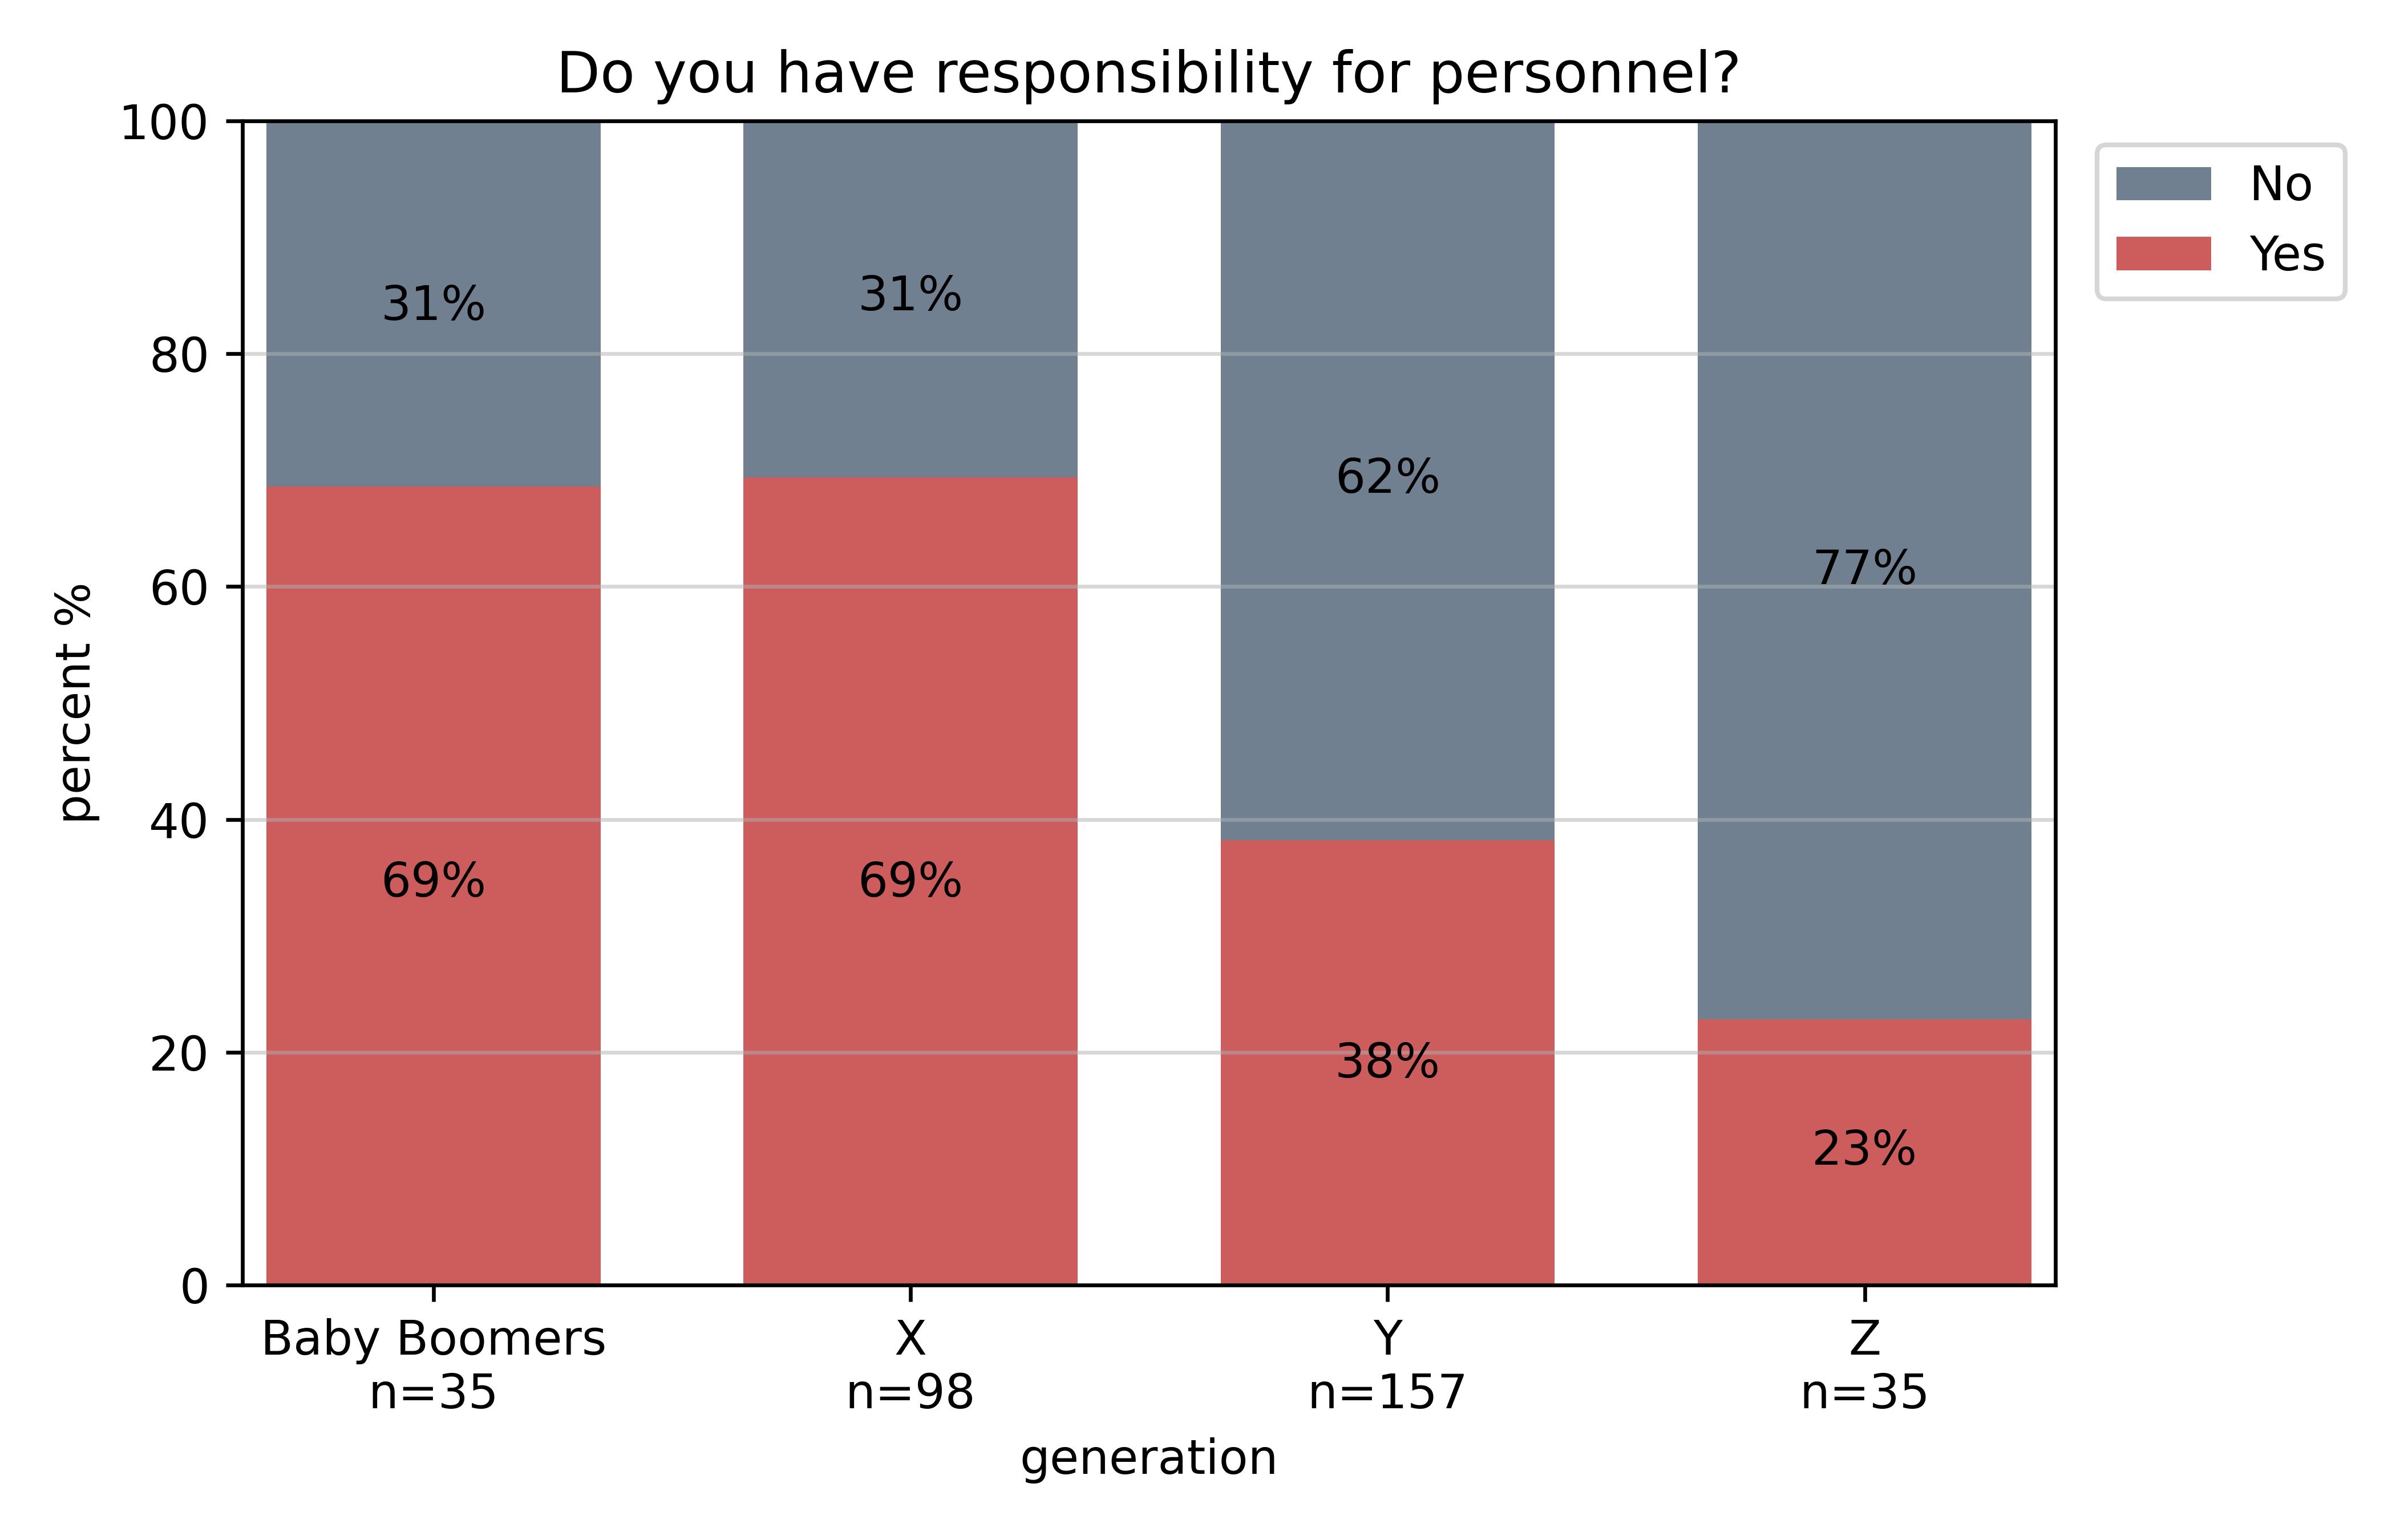 Do you have responsibility for personnel?
100
80
60
40
20
0
percent %
31%
31%
62%
77%
69%
69%
38%
23%
Baby Boomers
n=35
X
n=98
Y
n=157
Z
n=35
generation
No
Yes